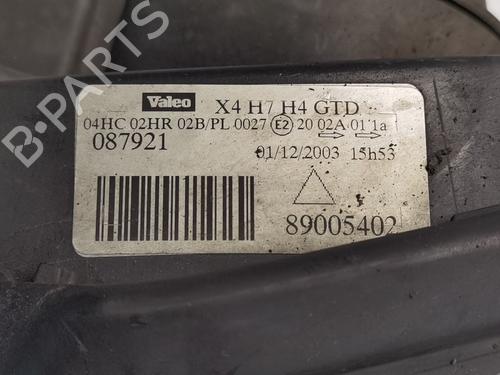 B-PARTS
Valeo X4 H7 H4 GTD
04HC 02HR 02B/PL 0027 E2 20 02A 01 1a
087921
01/12/2003 15h53
89005402